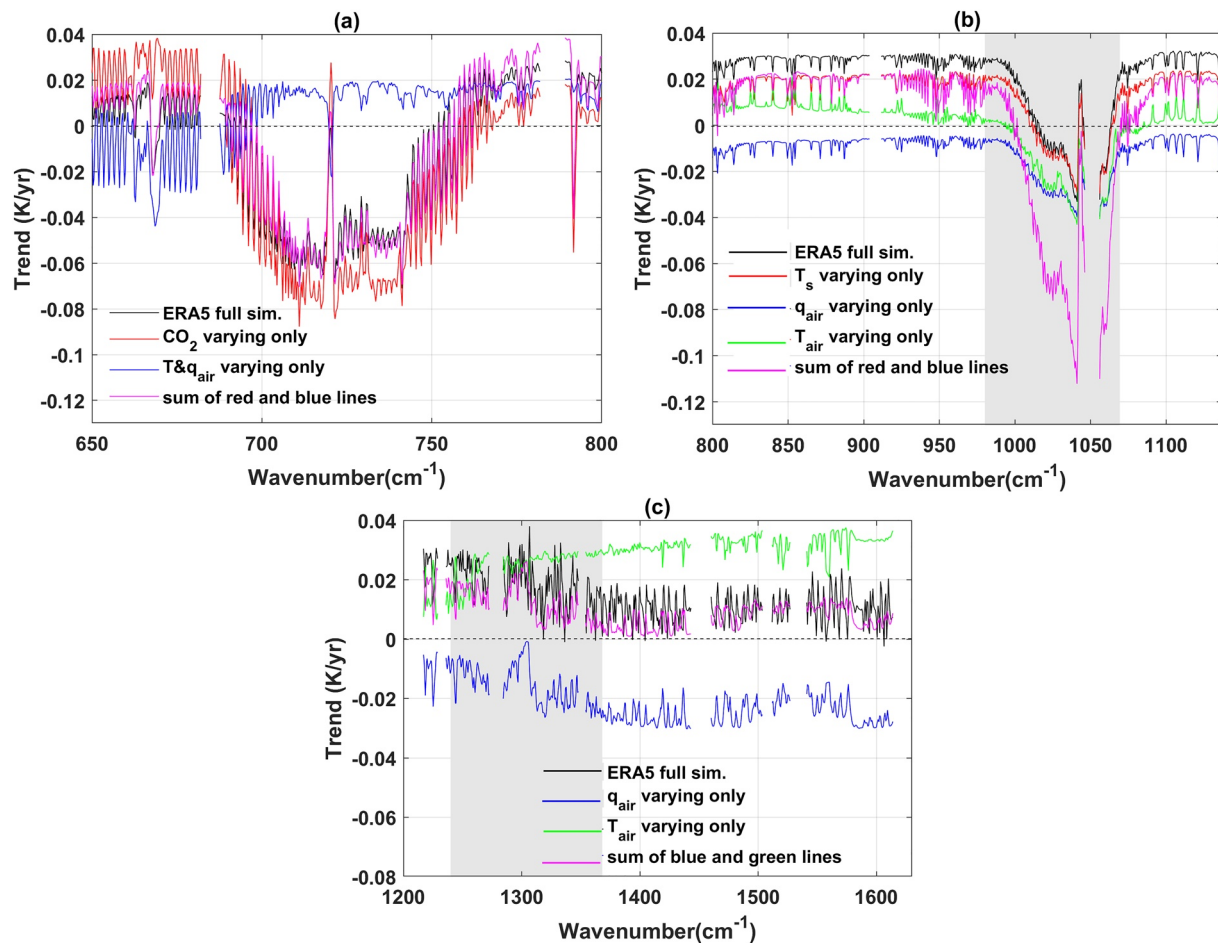 (a)
0.04
0.02
0
-0.02
-0.04
-0.06
-0.08
-0.1
-0.12
Trend (K/yr)
ERA5 full sim.
CO2 varying only
T&qair varying only
sum of red and blue lines
650
700
750
800
Wavenumber(cm-1)
(b)
0.04
0.02
0
-0.02
-0.04
-0.06
-0.08
-0.1
-0.12
Trend (K/yr)
ERA5 full sim.
Ts varying only
qair varying only
Tair varying only
sum of red and blue lines
800
850
900
950
1000
1050
1100
Wavenumber(cm-1)
(c)
0.04
0.02
0
-0.02
-0.04
-0.06
-0.08
Trend (K/yr)
ERA5 full sim.
qair varying only
Tair varying only
sum of blue and green lines
1200
1300
1400
1500
1600
Wavenumber(cm-1)